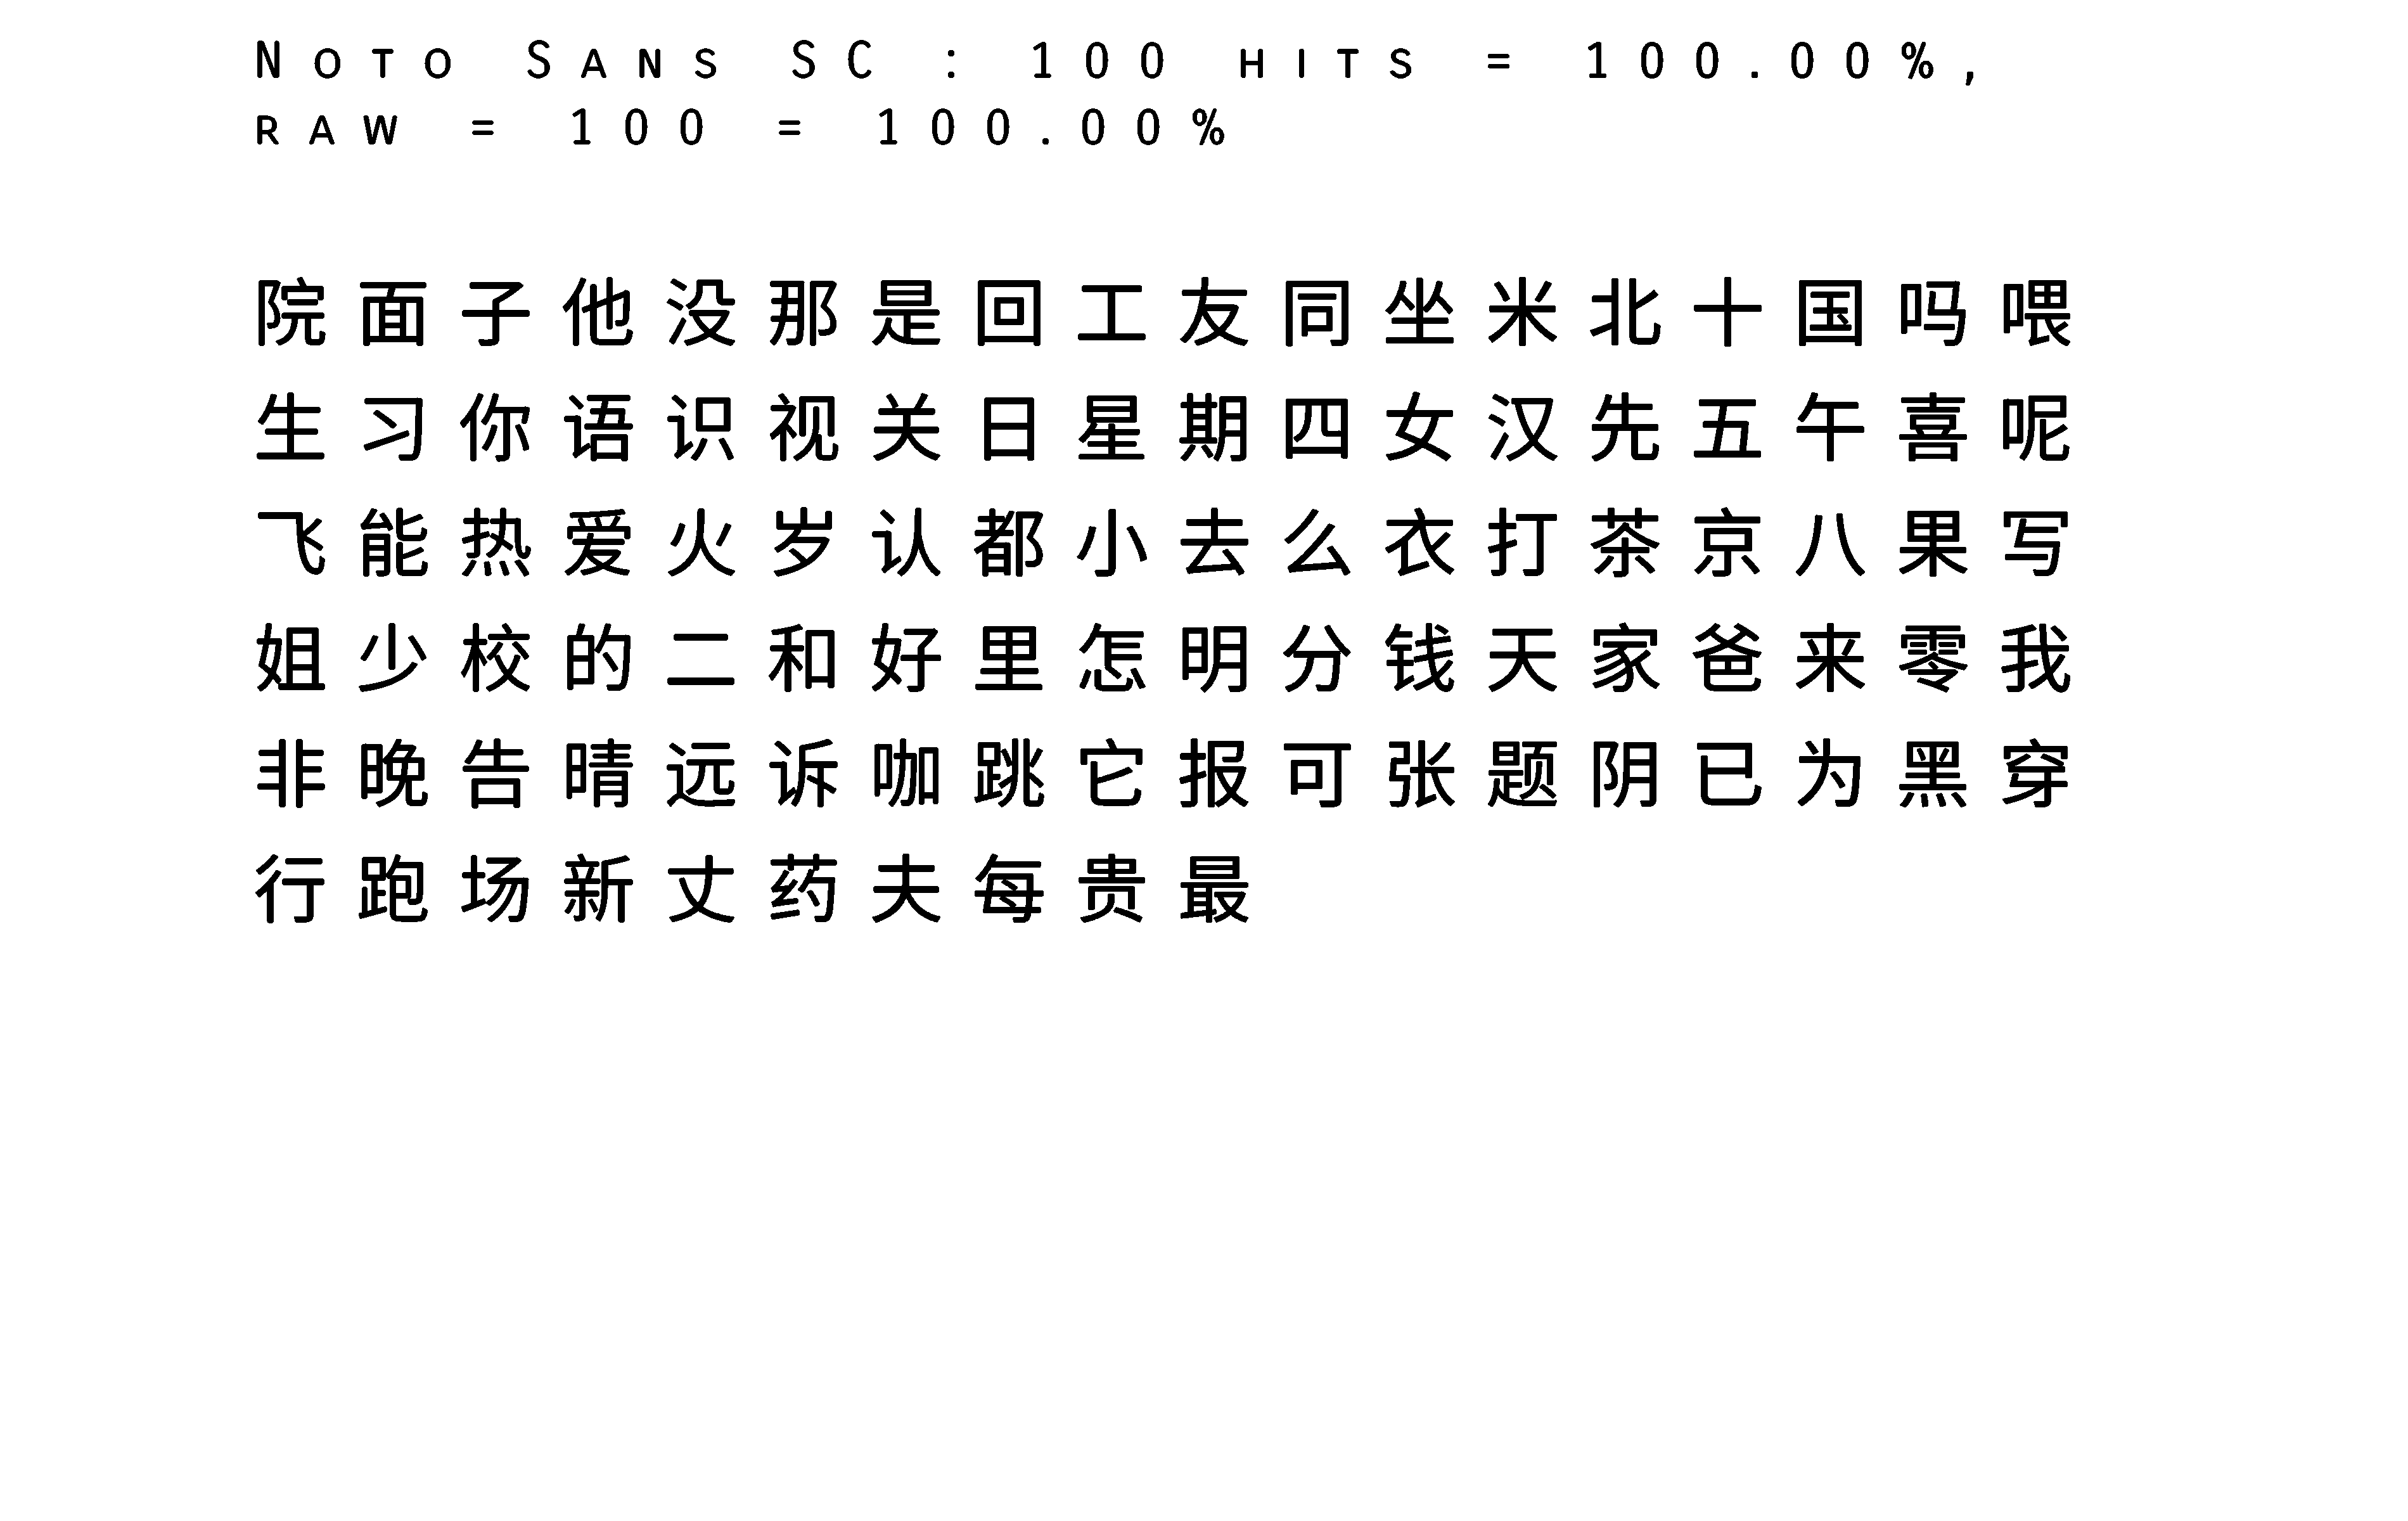 Noto Sans SC : 100 hits = 100.00%,
raw = 100 = 100.00%
院面子他没那是回工友同坐米北十国吗喂
生习你语识视关日星期四女汉先五午喜呢
飞能热爱火岁认都小去么衣打茶京八果写
姐少校的二和好里怎明分钱天家爸来零我
非晚告晴远诉咖跳它报可张题阴已为黑穿
行跑场新丈药夫每贵最